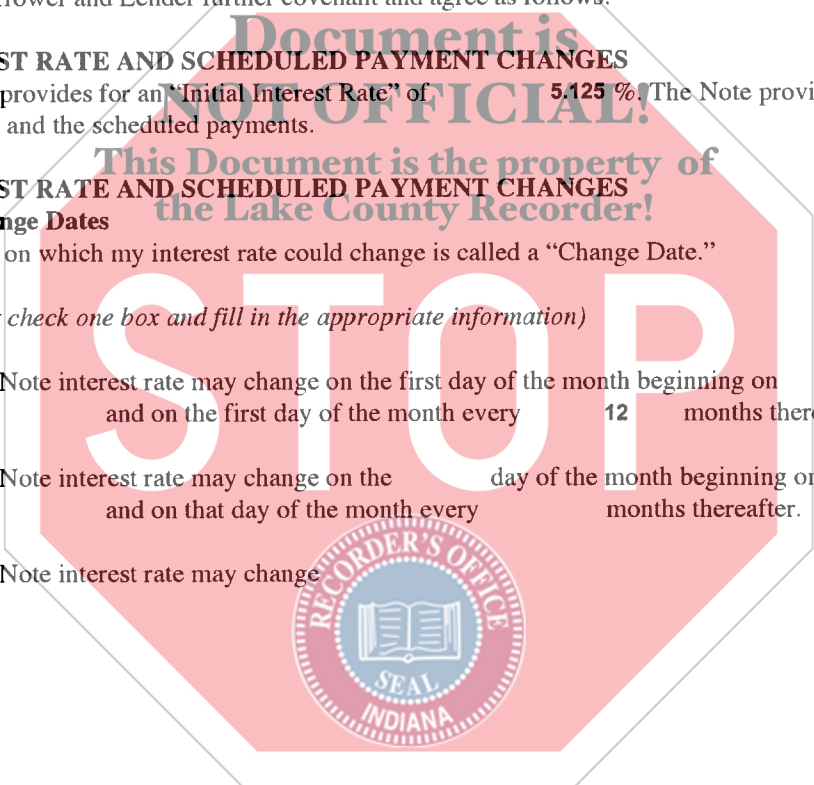 rower and Lender further covenant and agree as follows:
Document is
ST RATE AND SCHEDULED PAYMENT CHANGES
provides for an “Initial Interest Rate” of 5.125 %. The Note provi
NOT OFFICIAL!
and the scheduled payments.
This Document is the property of
ST RATE AND SCHEDULED PAYMENT CHANGES
the Lake County Recorder!
nge Dates
on which my interest rate could change is called a “Change Date.”
STOP
check one box and fill in the appropriate information)
Note interest rate may change on the first day of the month beginning on
and on the first day of the month every 12 months there
Note interest rate may change on the day of the month beginning on
and on that day of the month every months thereafter.
Note interest rate may change
RECORDER'S OFFICE
SEAL
INDIANA